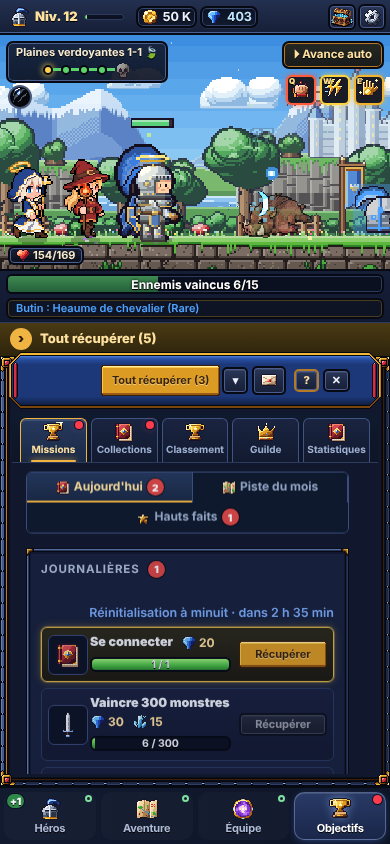 Niv. 12
50 K
403
Plaines verdoyantes 1-1
Avance auto
Q
W
E
154/169
Ennemis vaincus 6/15
Butin : Heaume de chevalier (Rare)
Tout récupérer (5)
Tout récupérer (3)
?
Missions
Collections
Classement
Guilde
Statistiques
Aujourd'hui 2
Piste du mois
Hauts faits 1
JOURNALIÈRES 1
Réinitialisation à minuit · dans 2 h 35 min
Se connecter 20
1 / 1
Récupérer
Vaincre 300 monstres
30 15
6 / 300
Récupérer
+1
Héros
Aventure
Équipe
Objectifs